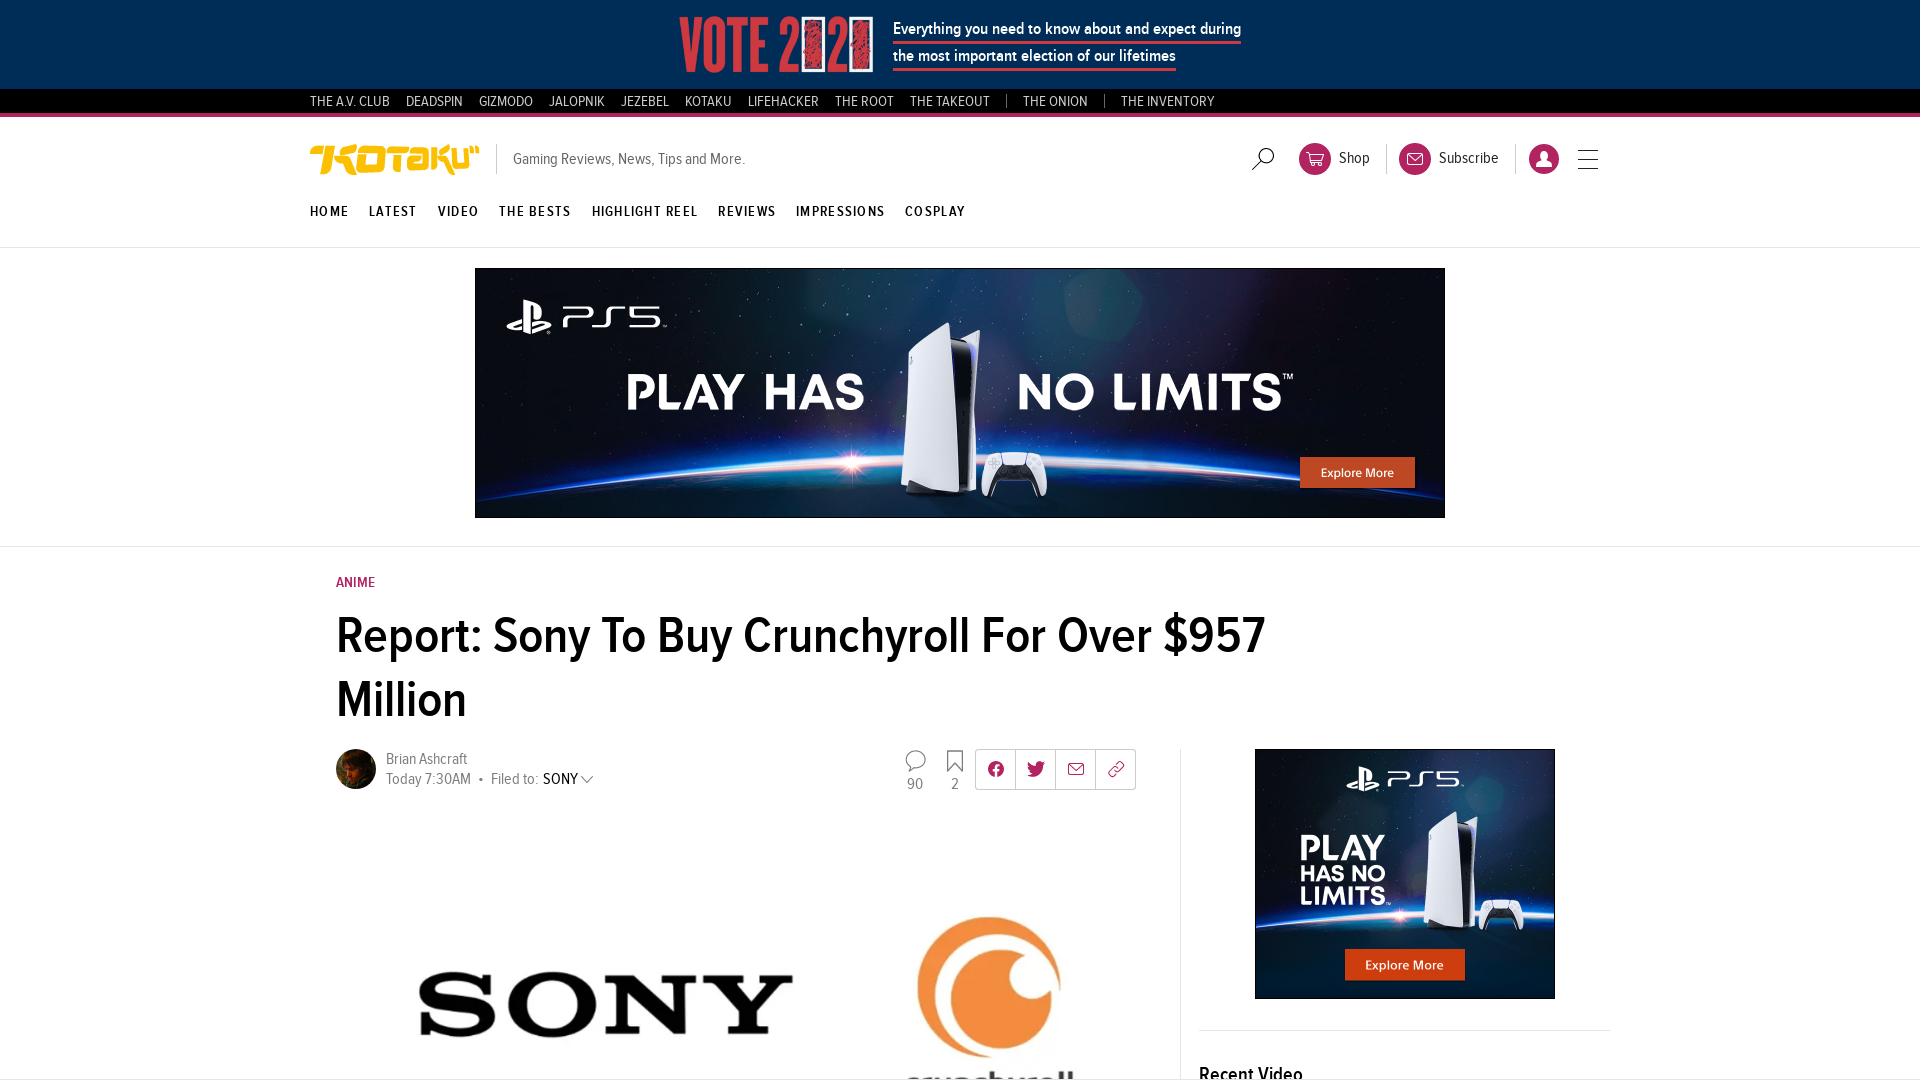 VOTE 2020
Everything you need to know about and expect during
the most important election of our lifetimes
THE A.V. CLUB DEADSPIN GIZMODO JALOPNIK JEZEBEL KOTAKU LIFEHACKER THE ROOT THE TAKEOUT THE ONION THE INVENTORY
KOTAKU
Gaming Reviews, News, Tips and More.
Shop
Subscribe
HOME LATEST VIDEO THE BESTS HIGHLIGHT REEL REVIEWS IMPRESSIONS COSPLAY
PS5
PLAY HAS NO LIMITS™
Explore More
ANIME
Report: Sony To Buy Crunchyroll For Over $957
Million
Brian Ashcraft
Today 7:30AM • Filed to: SONY
90
2
SONY
crunchyroll
PS5
PLAY
HAS NO
LIMITS™
Explore More
Recent Video